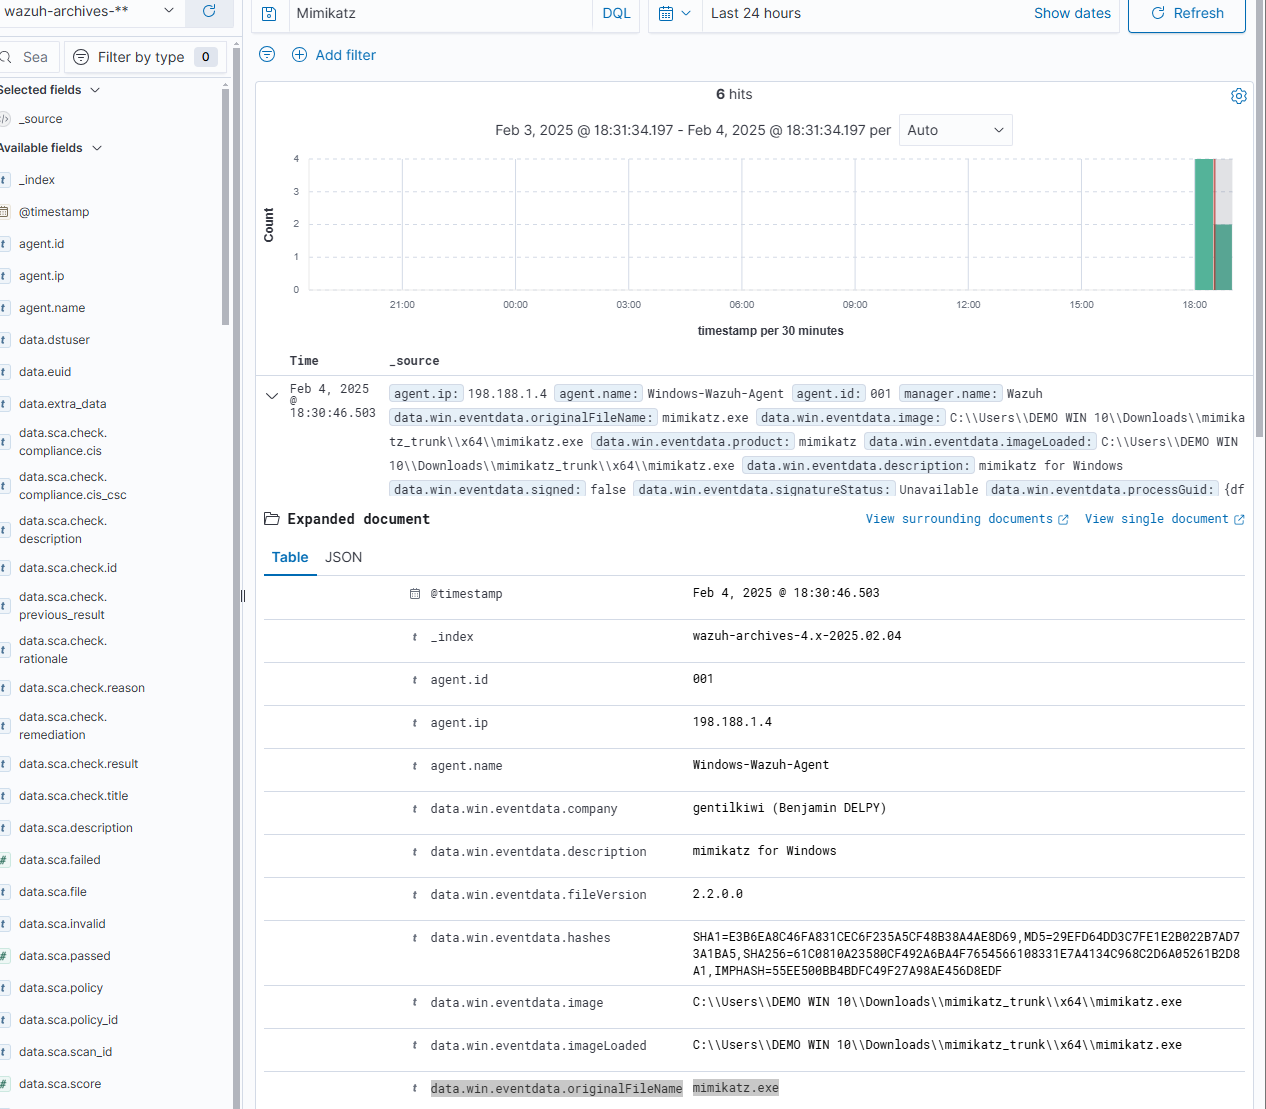 wazuh-archives-**
Mimikatz
DQL
Last 24 hours
Show dates
Refresh
Sea
Filter by type 0
Add filter
Selected fields
_source
Available fields
_index
@timestamp
agent.id
agent.ip
agent.name
data.dstuser
data.euid
data.extra_data
data.sca.check.
compliance.cis
data.sca.check.
compliance.cis_csc
data.sca.check.
description
data.sca.check.id
data.sca.check.
previous_result
data.sca.check.
rationale
data.sca.check.reason
data.sca.check.
remediation
data.sca.check.result
data.sca.check.title
data.sca.description
data.sca.failed
data.sca.file
data.sca.invalid
data.sca.passed
data.sca.policy
data.sca.policy_id
data.sca.scan_id
data.sca.score
6 hits
Feb 3, 2025 @ 18:31:34.197 - Feb 4, 2025 @ 18:31:34.197 per Auto
Count
4
3
2
1
0
21:00 00:00 03:00 06:00 09:00 12:00 15:00 18:00
timestamp per 30 minutes
Time _source
Feb 4, 2025
@
18:30:46.503
agent.ip: 198.188.1.4 agent.name: Windows-Wazuh-Agent agent.id: 001 manager.name: Wazuh
data.win.eventdata.originalFileName: mimikatz.exe data.win.eventdata.image: C:\\Users\\DEMO WIN 10\\Downloads\\mimika
tz_trunk\\x64\\mimikatz.exe data.win.eventdata.product: mimikatz data.win.eventdata.imageLoaded: C:\\Users\\DEMO WIN
10\\Downloads\\mimikatz_trunk\\x64\\mimikatz.exe data.win.eventdata.description: mimikatz for Windows
data.win.eventdata.signed: false data.win.eventdata.signatureStatus: Unavailable data.win.eventdata.processGuid: {df
Expanded document
View surrounding documents View single document
Table JSON
@timestamp Feb 4, 2025 @ 18:30:46.503
t _index wazuh-archives-4.x-2025.02.04
t agent.id 001
t agent.ip 198.188.1.4
t agent.name Windows-Wazuh-Agent
t data.win.eventdata.company gentilkiwi (Benjamin DELPY)
t data.win.eventdata.description mimikatz for Windows
t data.win.eventdata.fileVersion 2.2.0.0
t data.win.eventdata.hashes SHA1=E3B6EA8C46FA831CEC6F235A5CF48B38A4AE8D69,MD5=29EFD64DD3C7FE1E2B022B7AD7
3A1BA5,SHA256=61C0810A23580CF492A6BA4F7654566108331E7A4134C968C2D6A05261B2D8
A1,IMPHASH=55EE500BB4BDFC49F27A98AE456D8EDF
t data.win.eventdata.image C:\\Users\\DEMO WIN 10\\Downloads\\mimikatz_trunk\\x64\\mimikatz.exe
t data.win.eventdata.imageLoaded C:\\Users\\DEMO WIN 10\\Downloads\\mimikatz_trunk\\x64\\mimikatz.exe
t data.win.eventdata.originalFileName mimikatz.exe